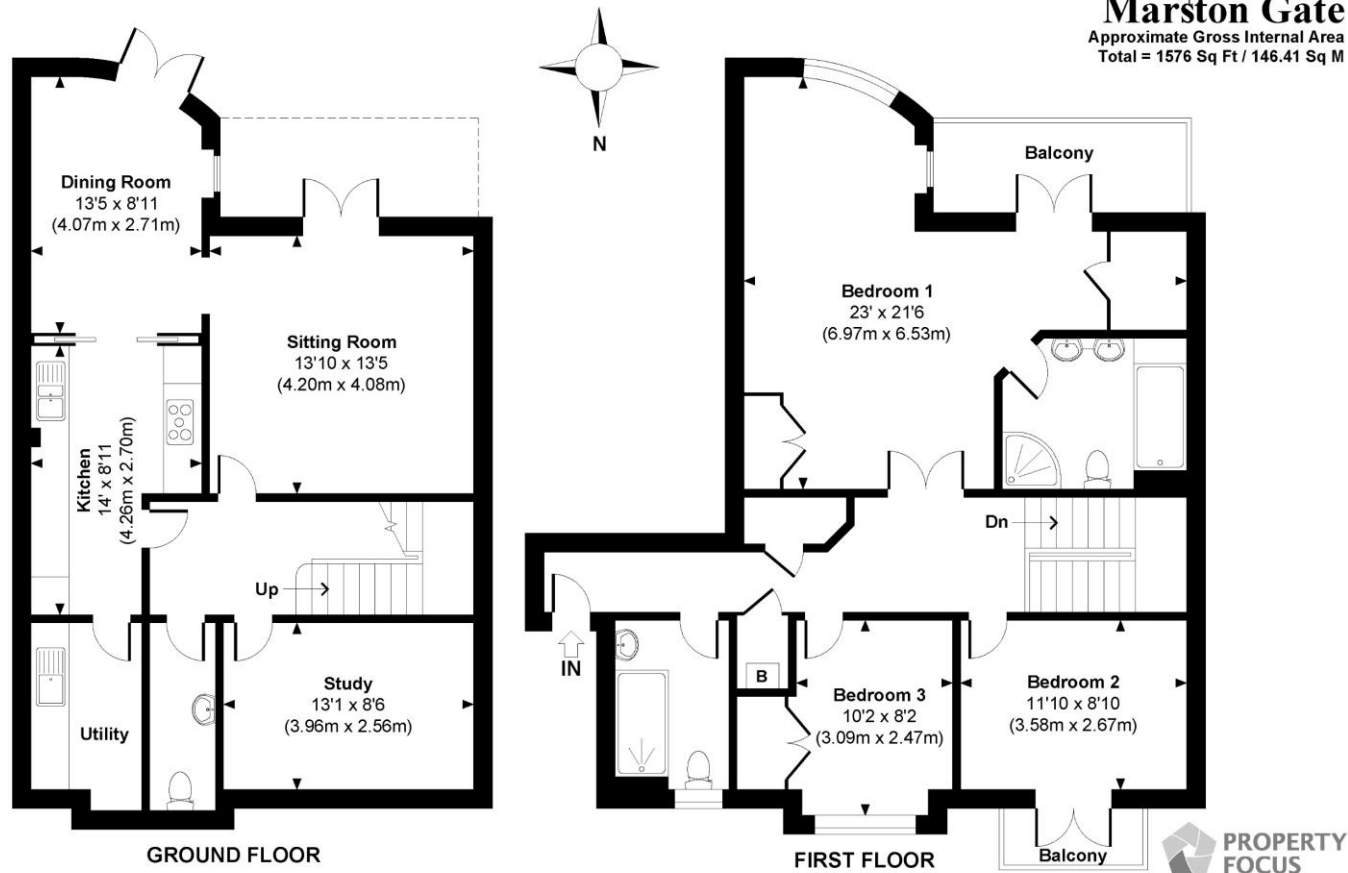 Marston Gate
Approximate Gross Internal Area
Total = 1576 Sq Ft / 146.41 Sq M
N
Dining Room
13'5 x 8'11
(4.07m x 2.71m)
Sitting Room
13'10 x 13'5
(4.20m x 4.08m)
Kitchen
14' x 8'11
(4.26m x 2.70m)
Up
Utility
Study
13'1 x 8'6
(3.96m x 2.56m)
GROUND FLOOR
Balcony
Bedroom 1
23' x 21'6
(6.97m x 6.53m)
Dn
IN
B
Bedroom 3
10'2 x 8'2
(3.09m x 2.47m)
Bedroom 2
11'10 x 8'10
(3.58m x 2.67m)
Balcony
FIRST FLOOR
PROPERTY
FOCUS